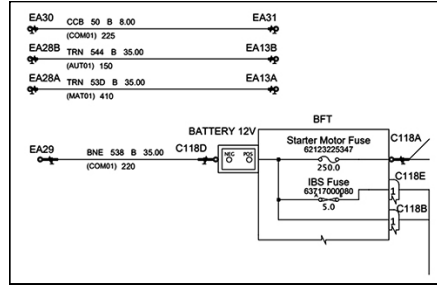 EA30 CCB 50 B 8.00 EA31
(COM01) 225
EA28B TRN 544 B 35.00 EA13B
(AUT01) 150
EA28A TRN 53D B 35.00 EA13A
(MAT01) 410
BFT
BATTERY 12V
Starter Motor Fuse C118A
62123225347
EA29 BNE 538 B 35.00 C118D NEG POS
(COM01) 220
250.0
IBS Fuse C118E
63717000080
5.0
1
C118B
1